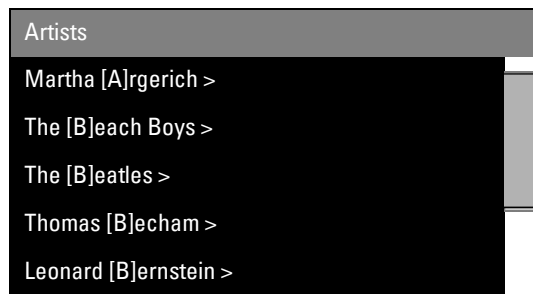 Artists
Martha [A]rgerich >
The [B]each Boys >
The [B]eatles >
Thomas [B]echam >
Leonard [B]ernstein >